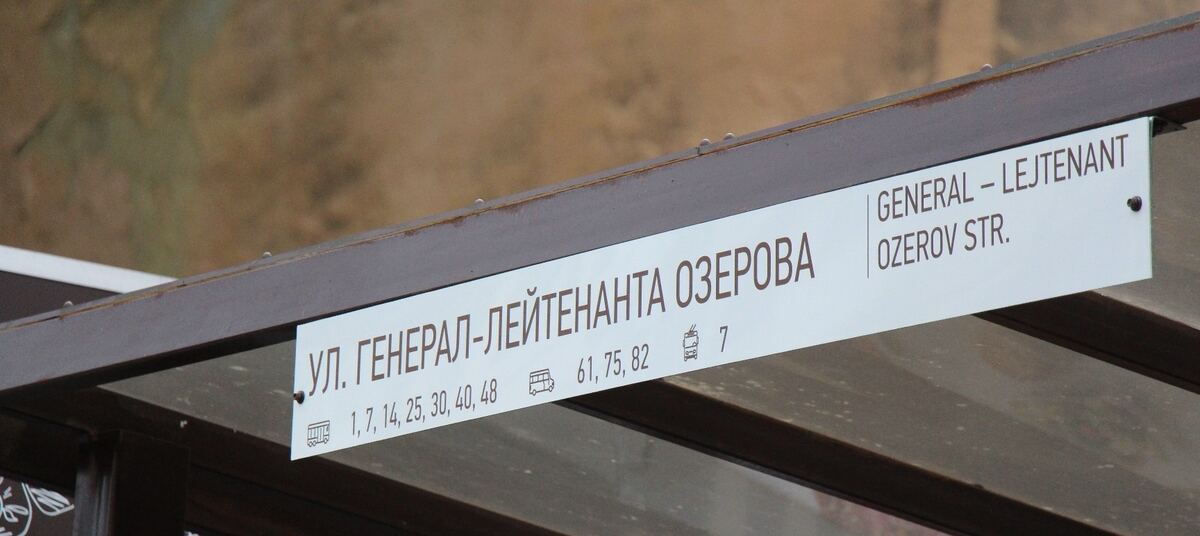 УЛ. ГЕНЕРАЛ-ЛЕЙТЕНАНТА ОЗЕРОВА
1, 7, 14, 25, 30, 40, 48 61, 75, 82 7
GENERAL – LEJTENANT
OZEROV STR.